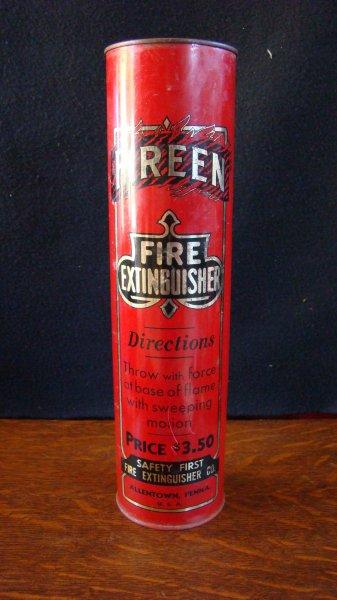 FIREEN
FIRE
EXTINGUISHER
Directions
Throw with force
at base of flame
with sweeping
motion
PRICE $3.50
SAFETY FIRST
FIRE EXTINGUISHER CO.
ALLENTOWN, PENNA.
U.S.A.